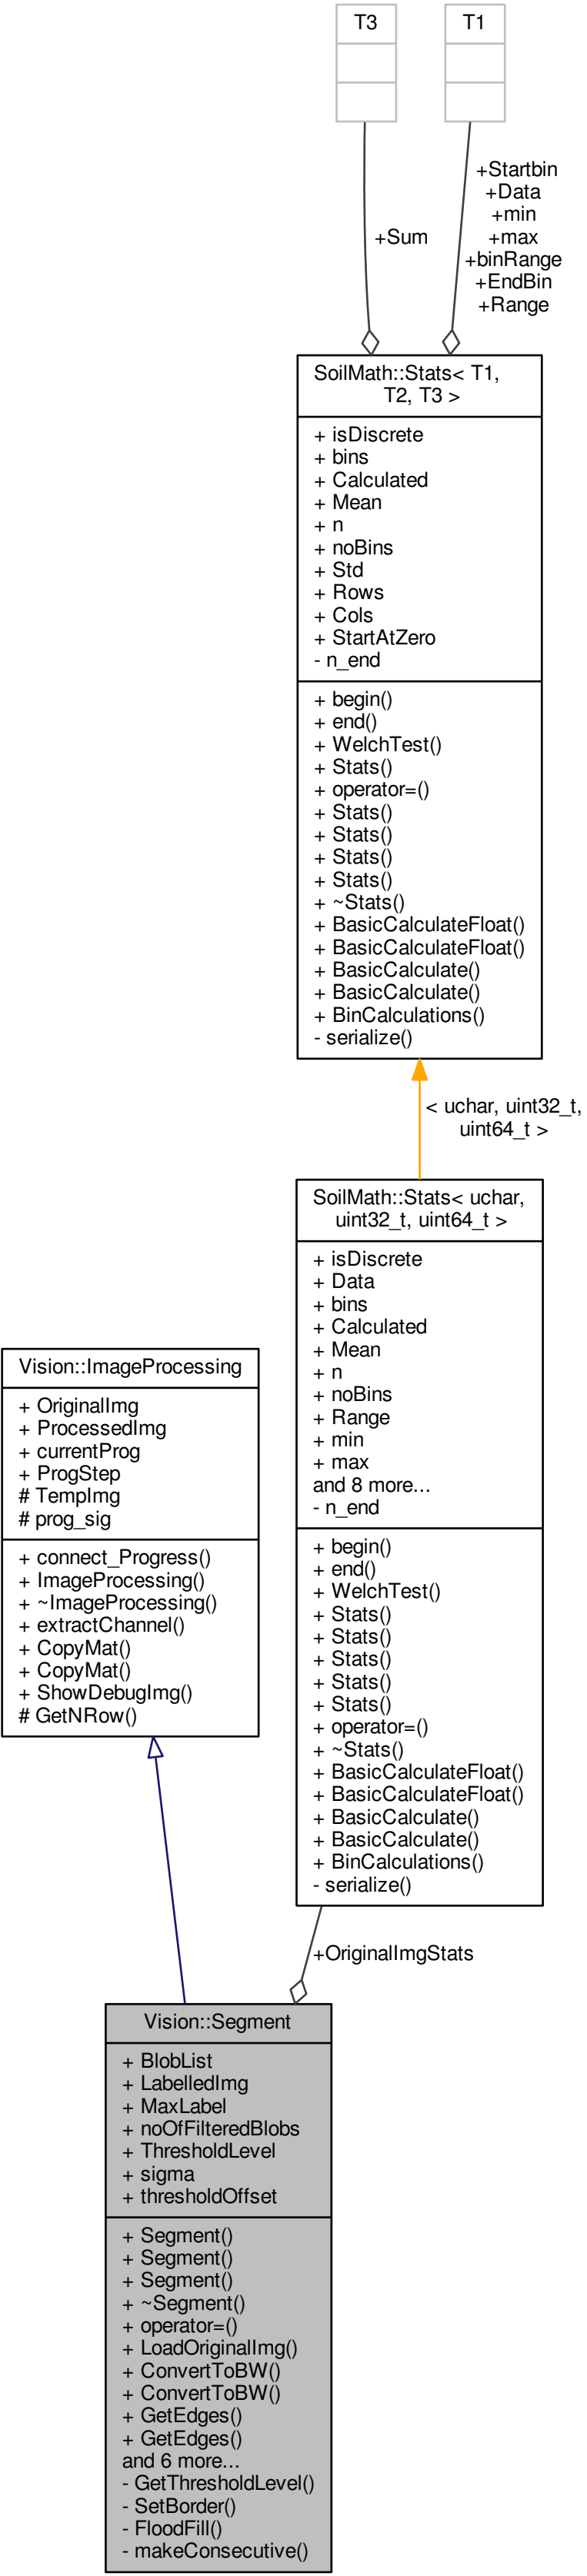 T3
T1
+Startbin
+Data
+min
+max
+binRange
+EndBin
+Range
+Sum
SoilMath::Stats< T1,
T2, T3 >
+ isDiscrete
+ bins
+ Calculated
+ Mean
+ n
+ noBins
+ Std
+ Rows
+ Cols
+ StartAtZero
- n_end
+ begin()
+ end()
+ WelchTest()
+ Stats()
+ operator=()
+ Stats()
+ Stats()
+ Stats()
+ Stats()
+ ~Stats()
+ BasicCalculateFloat()
+ BasicCalculateFloat()
+ BasicCalculate()
+ BasicCalculate()
+ BinCalculations()
- serialize()
< uchar, uint32_t,
uint64_t >
SoilMath::Stats< uchar,
uint32_t, uint64_t >
+ isDiscrete
+ Data
+ bins
+ Calculated
+ Mean
+ n
+ noBins
+ Range
+ min
+ max
and 8 more...
- n_end
+ begin()
+ end()
+ WelchTest()
+ Stats()
+ Stats()
+ Stats()
+ Stats()
+ Stats()
+ operator=()
+ ~Stats()
+ BasicCalculateFloat()
+ BasicCalculateFloat()
+ BasicCalculate()
+ BasicCalculate()
+ BinCalculations()
- serialize()
Vision::ImageProcessing
+ OriginalImg
+ ProcessedImg
+ currentProg
+ ProgStep
# TempImg
# prog_sig
+ connect_Progress()
+ ImageProcessing()
+ ~ImageProcessing()
+ extractChannel()
+ CopyMat()
+ CopyMat()
+ ShowDebugImg()
# GetNRow()
+OriginalImgStats
Vision::Segment
+ BlobList
+ LabelledImg
+ MaxLabel
+ noOfFilteredBlobs
+ ThresholdLevel
+ sigma
+ thresholdOffset
+ Segment()
+ Segment()
+ Segment()
+ ~Segment()
+ operator=()
+ LoadOriginalImg()
+ ConvertToBW()
+ ConvertToBW()
+ GetEdges()
+ GetEdges()
and 6 more...
- GetThresholdLevel()
- SetBorder()
- FloodFill()
- makeConsecutive()